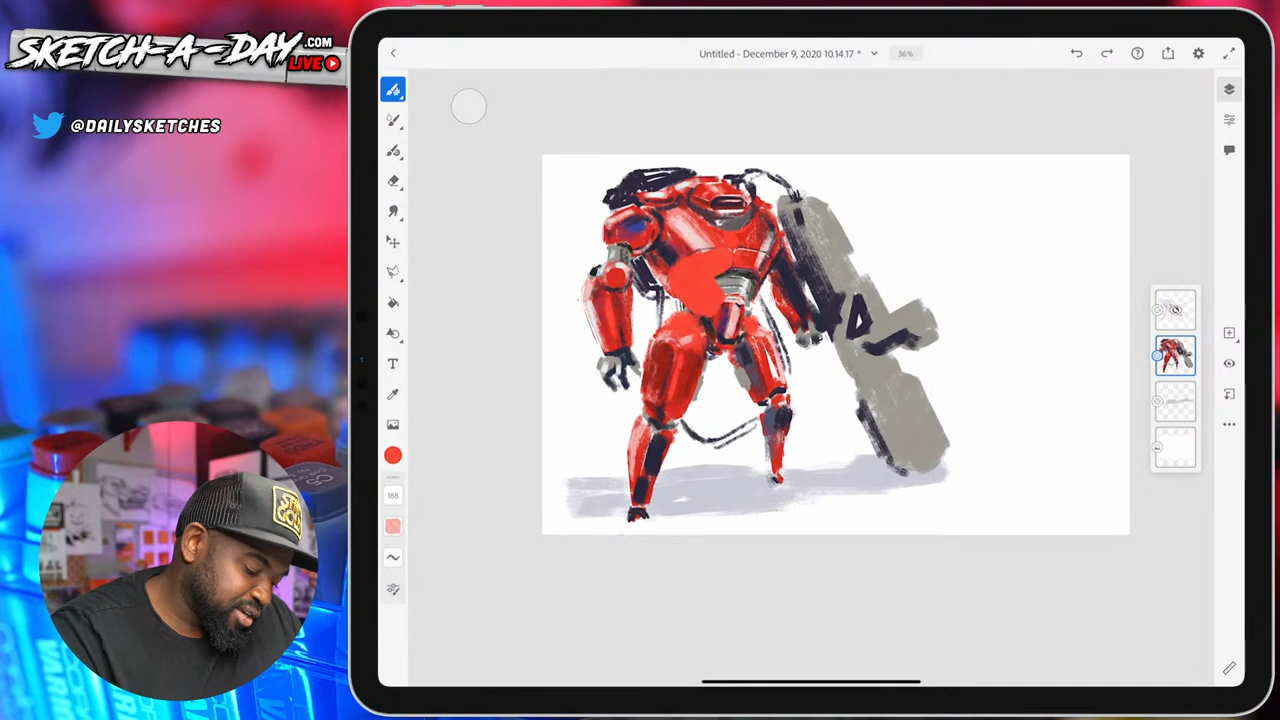 SKETCH-A-DAY.COM
LIVE
@DAILYSKETCHES
Untitled - December 9, 2020 10.14.17 *
36%
T
188